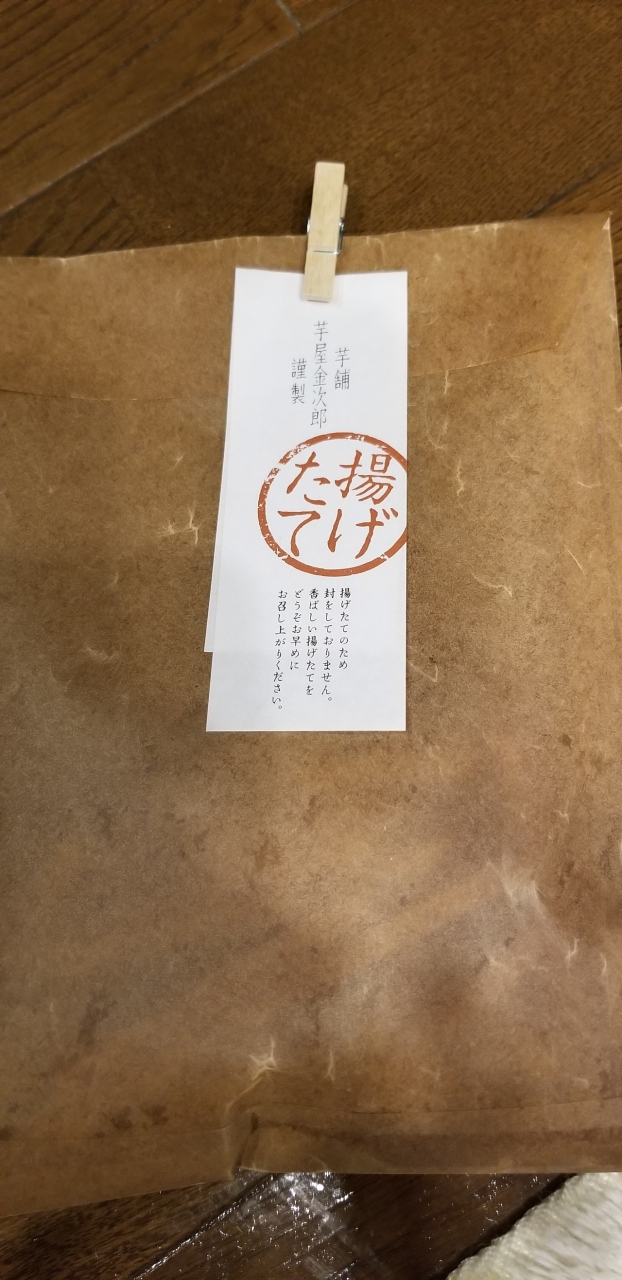 芋舗
芋屋金次郎
謹製
揚げ
たて
揚げたてのため
封をしておりません。
香ばしい揚げたてを
どうぞお早めに
お召し上がりください。